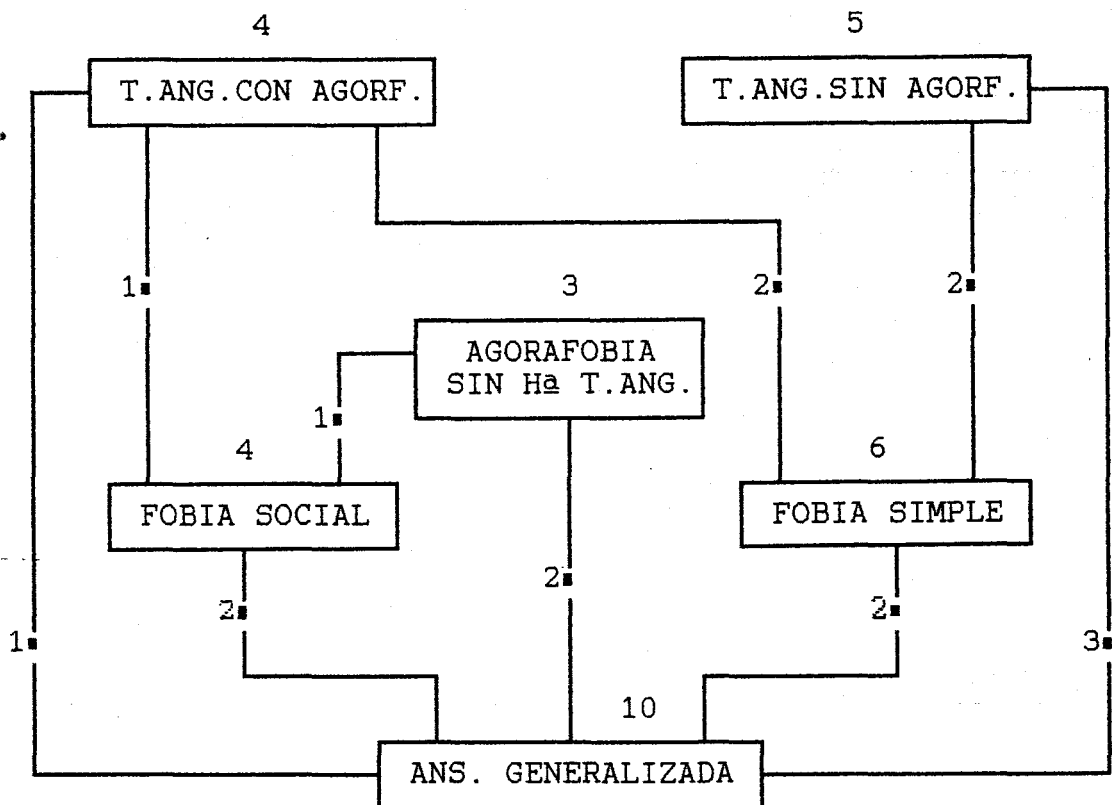 4 5
T.ANG.CON AGORF. T.ANG.SIN AGORF.
1 2 2
3
AGORAFOBIA
SIN Hª T.ANG.
1
4 6
FOBIA SOCIAL FOBIA SIMPLE
2
2 2
1 3
10
ANS. GENERALIZADA